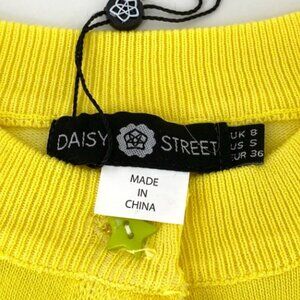 DAISY STREET
UK 8
US S
EUR 36
MADE
IN
CHINA